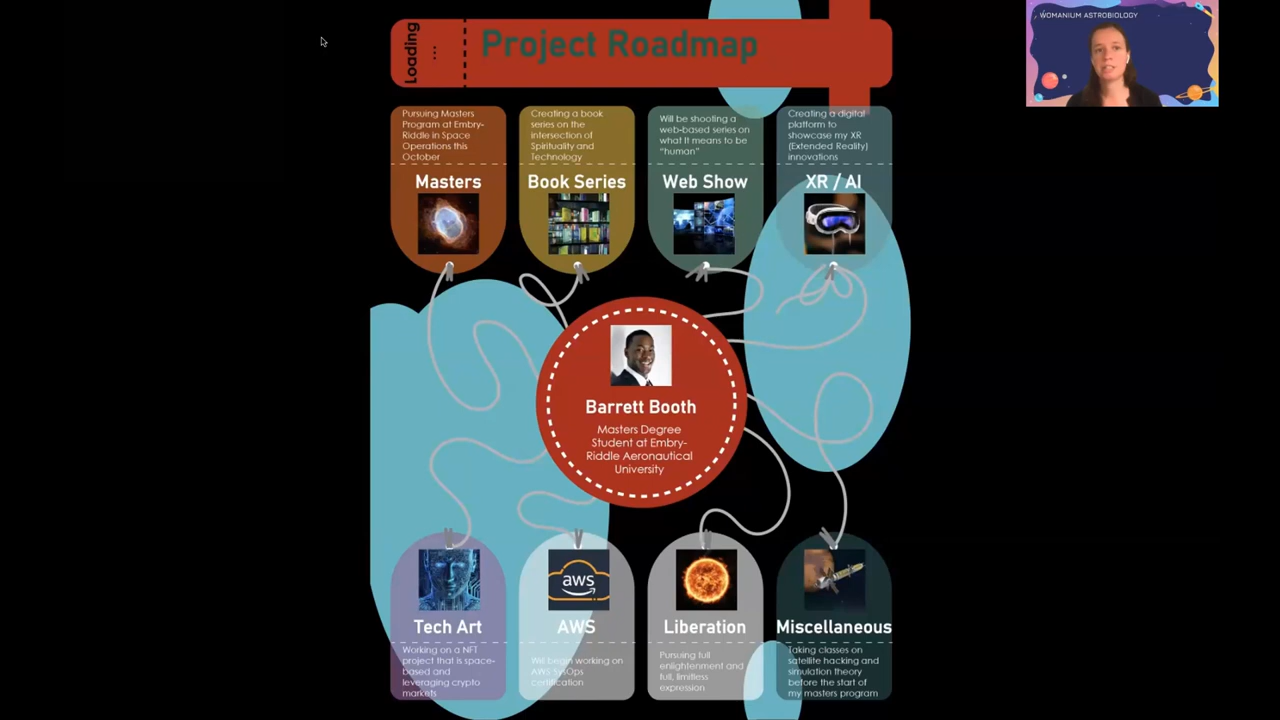 WOMANIUM ASTROBIOLOGY
Loading
...
Project Roadmap
Pursuing Masters
Program at Embry-
Riddle in Space
Operations this
October
Masters
Creating a book
series on the
intersection of
Spirituality and
Technology
Book Series
Will be shooting a
web-based series on
what it means to be
"human"
Web Show
Creating a digital
platform to
showcase my XR
(Extended Reality)
innovations
XR / AI
Barrett Booth
Masters Degree
Student at Embry-
Riddle Aeronautical
University
Tech Art
Working on a NFT
project that is space-
based and
leveraging crypto
markets
aws
AWS
Will begin working on
AWS SysOps
certification
Liberation
Pursuing full
enlightenment and
full, limitless
expression
Miscellaneous
Taking classes on
satellite hacking and
simulation theory
before the start of
my masters program